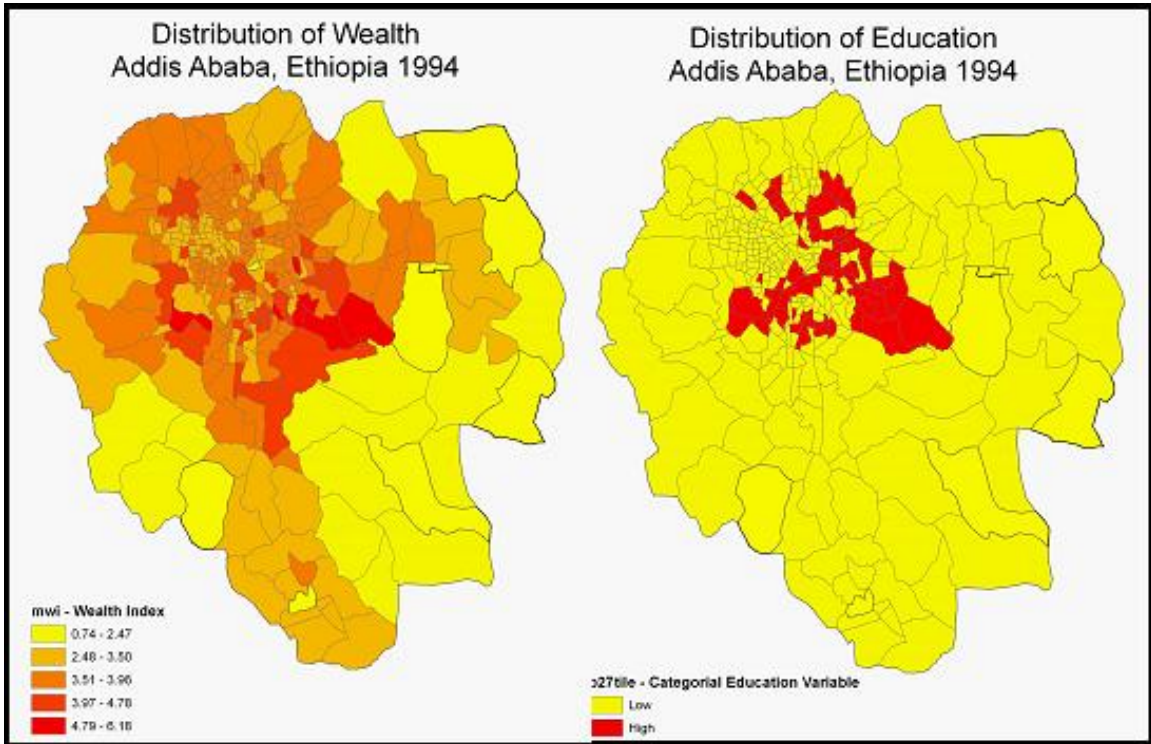 Distribution of Wealth
Addis Ababa, Ethiopia 1994
mwi - Wealth Index
0.74 - 2.47
2.48 - 3.50
3.51 - 3.96
3.97 - 4.78
4.79 - 6.18
Distribution of Education
Addis Ababa, Ethiopia 1994
27tile - Categorial Education Variable
Low
High